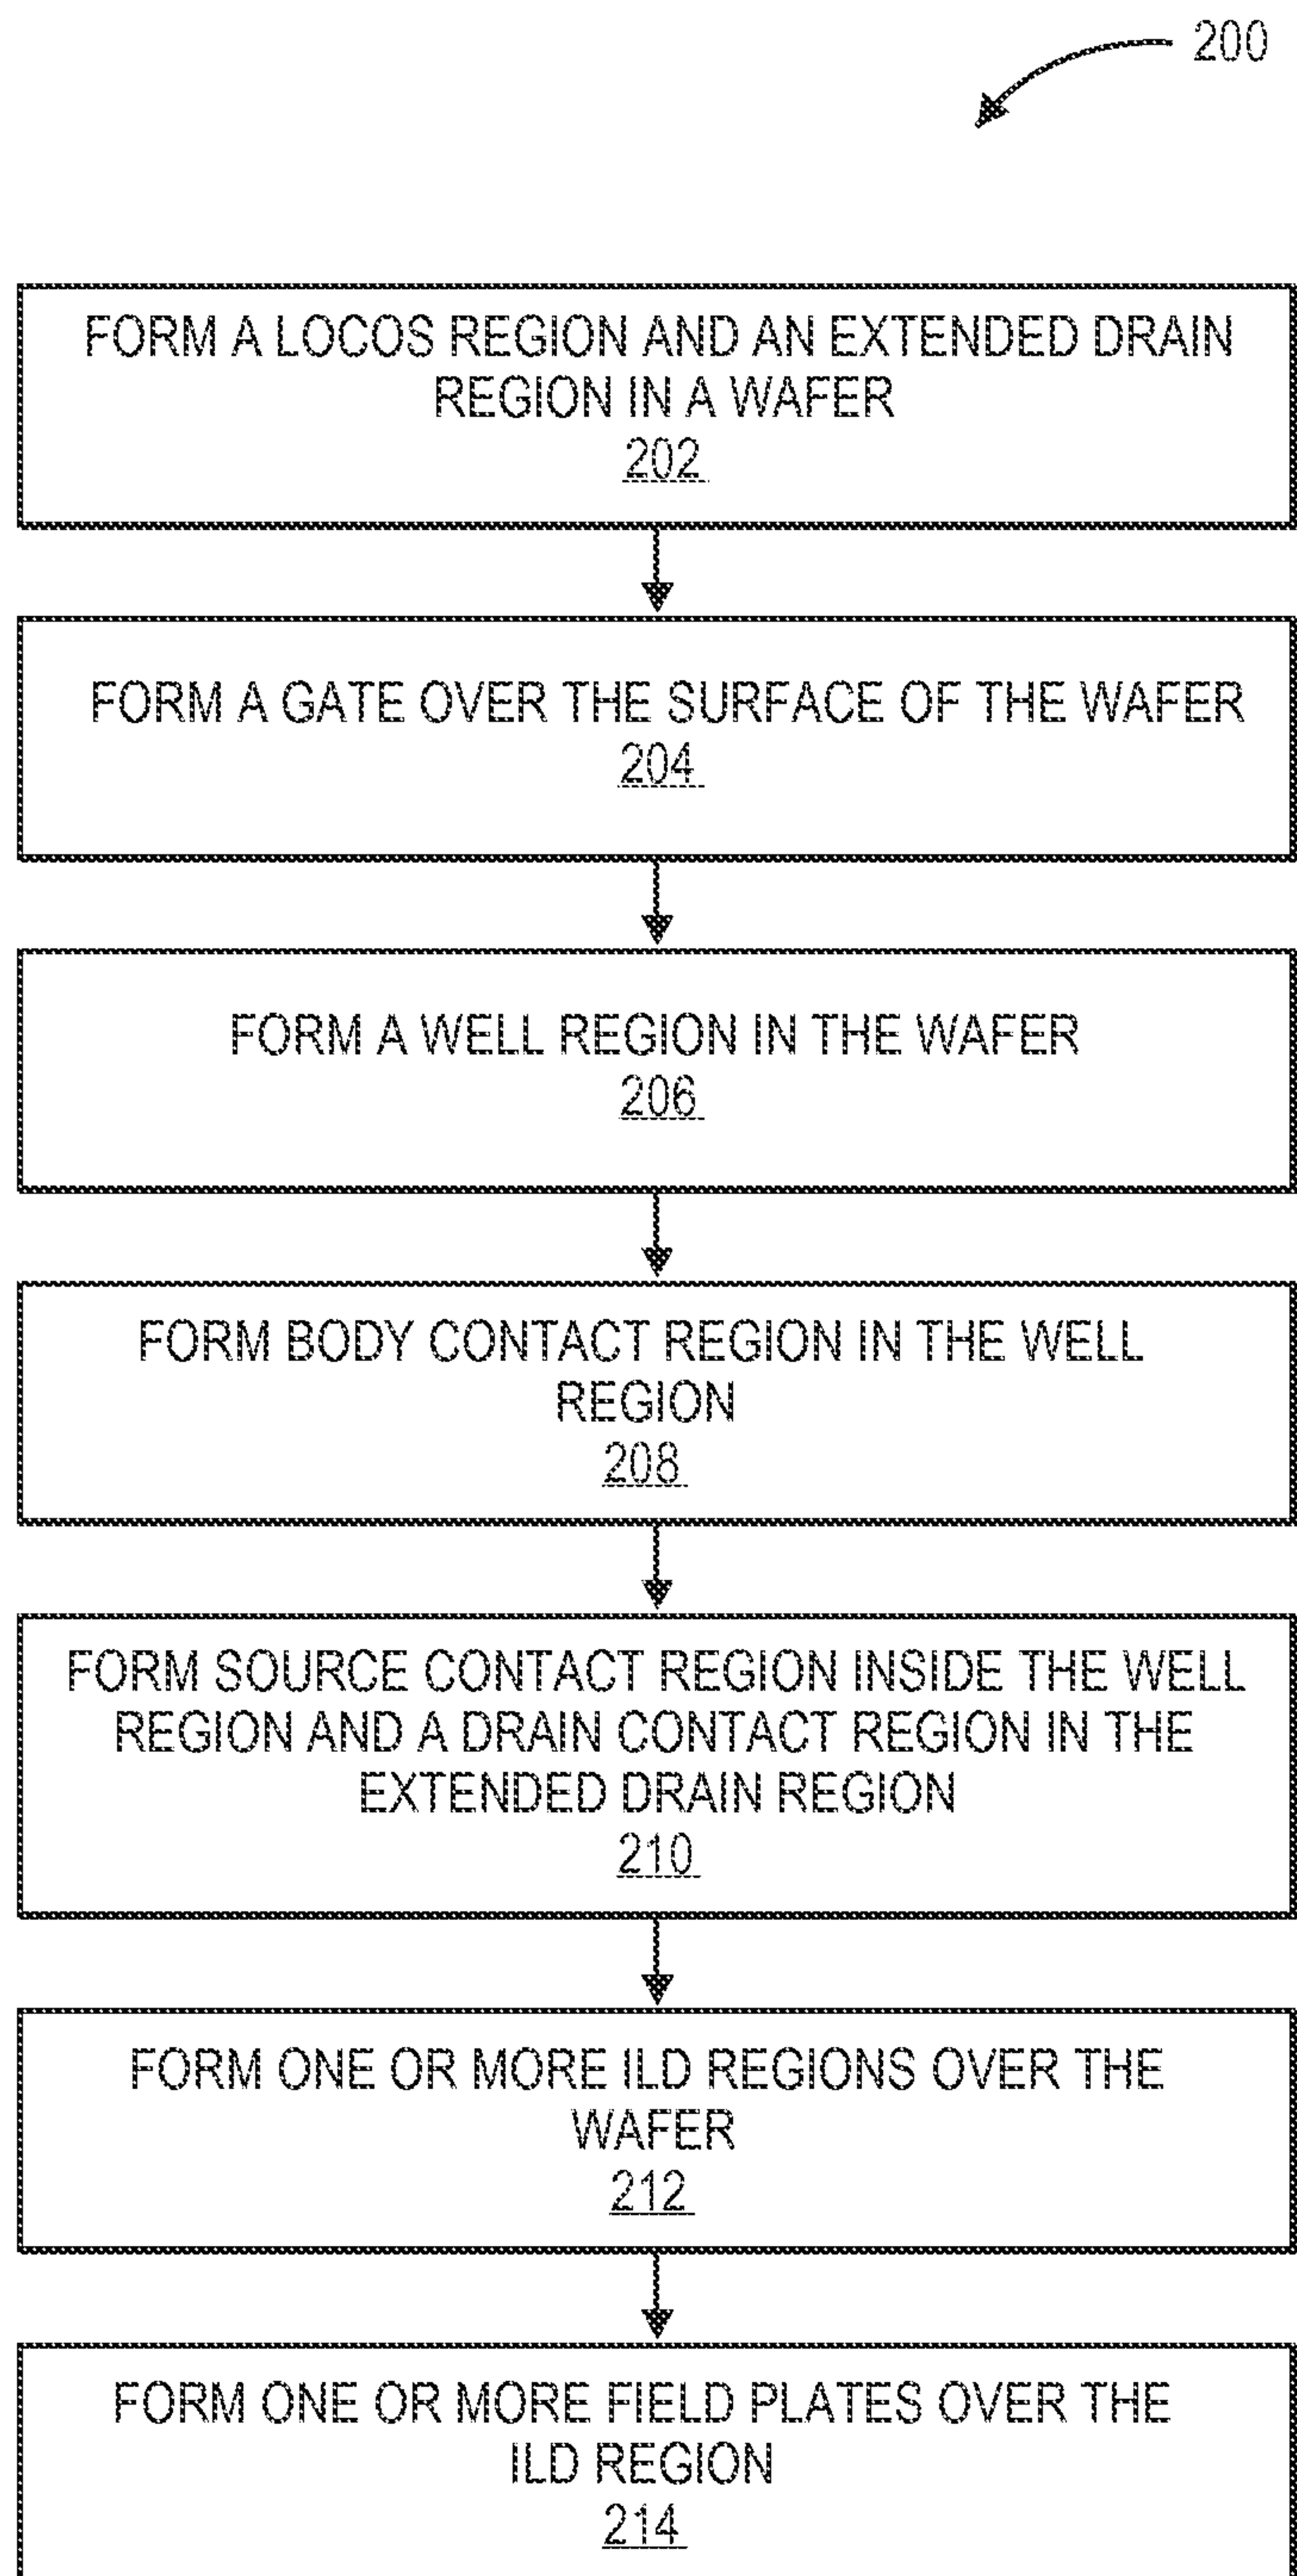 200
FORM A LOCOS REGION AND AN EXTENDED DRAIN
REGION IN A WAFER
202
FORM A GATE OVER THE SURFACE OF THE WAFER
204
FORM A WELL REGION IN THE WAFER
206
FORM BODY CONTACT REGION IN THE WELL
REGION
208
FORM SOURCE CONTACT REGION INSIDE THE WELL
REGION AND A DRAIN CONTACT REGION IN THE
EXTENDED DRAIN REGION
210
FORM ONE OR MORE ILD REGIONS OVER THE
WAFER
212
FORM ONE OR MORE FIELD PLATES OVER THE
ILD REGION
214